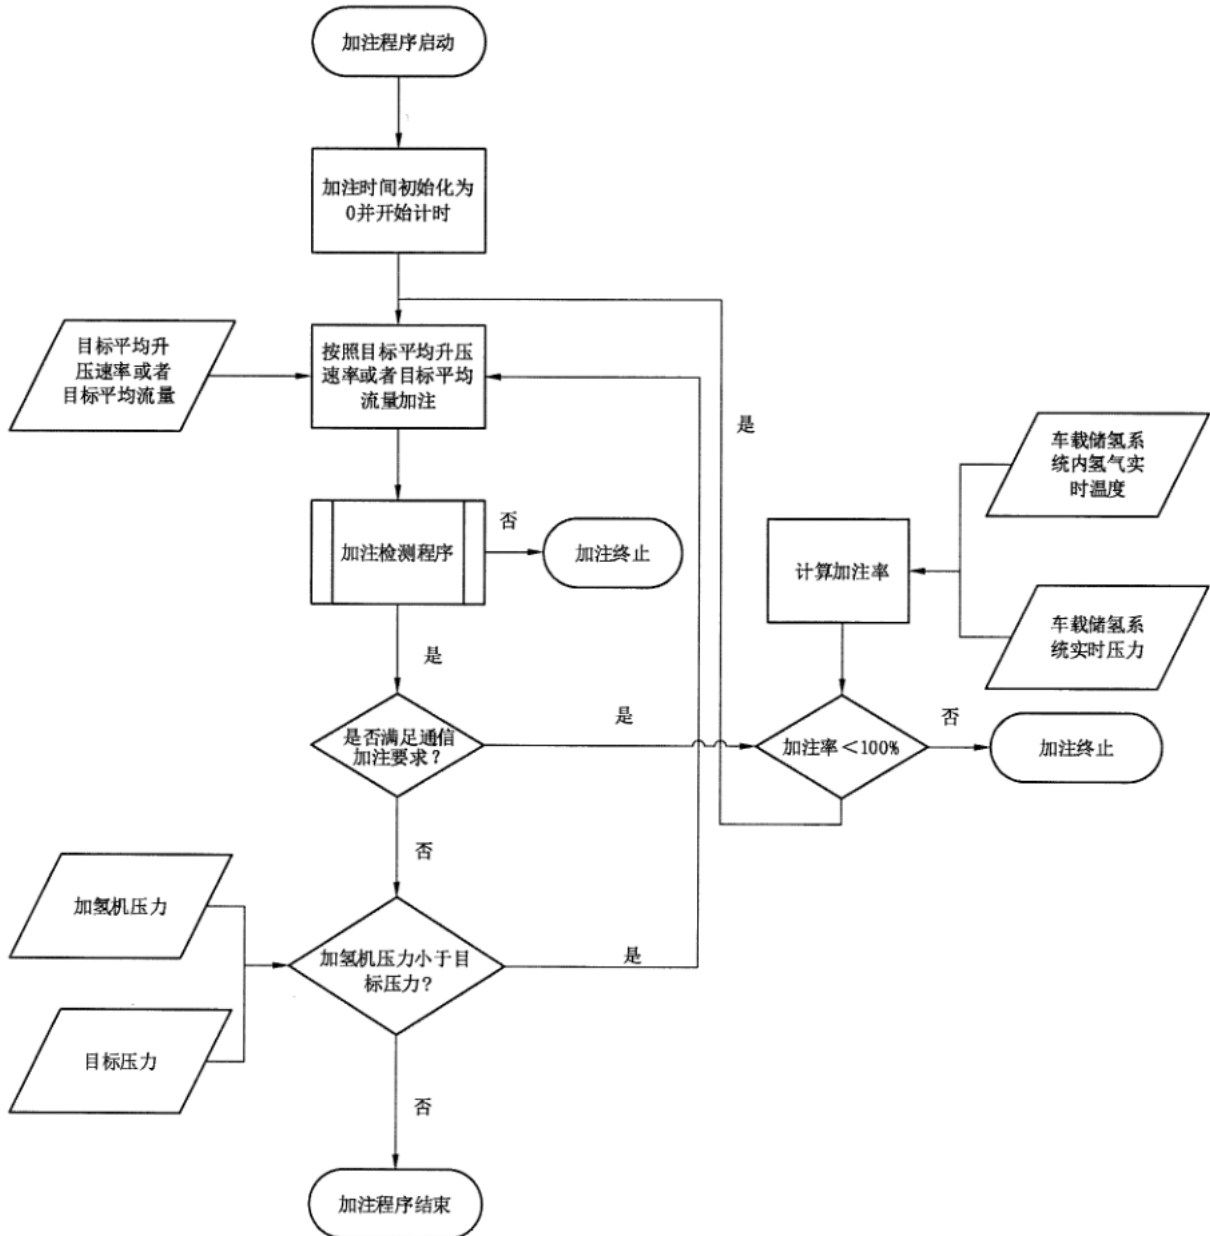 加注程序启动
加注时间初始化为
0并开始计时
目标平均升
压速率或者
目标平均流量
按照目标平均升压
速率或者目标平均
流量加注
是
车载储氢系
统内氢气实
时温度
加注检测程序
否
加注终止
计算加注率
车载储氢系
统实时压力
是
是否满足通信
加注要求？
是
加注率＜100%
否
加注终止
否
加氢机压力
加氢机压力小于目
标压力?
是
目标压力
否
加注程序结束